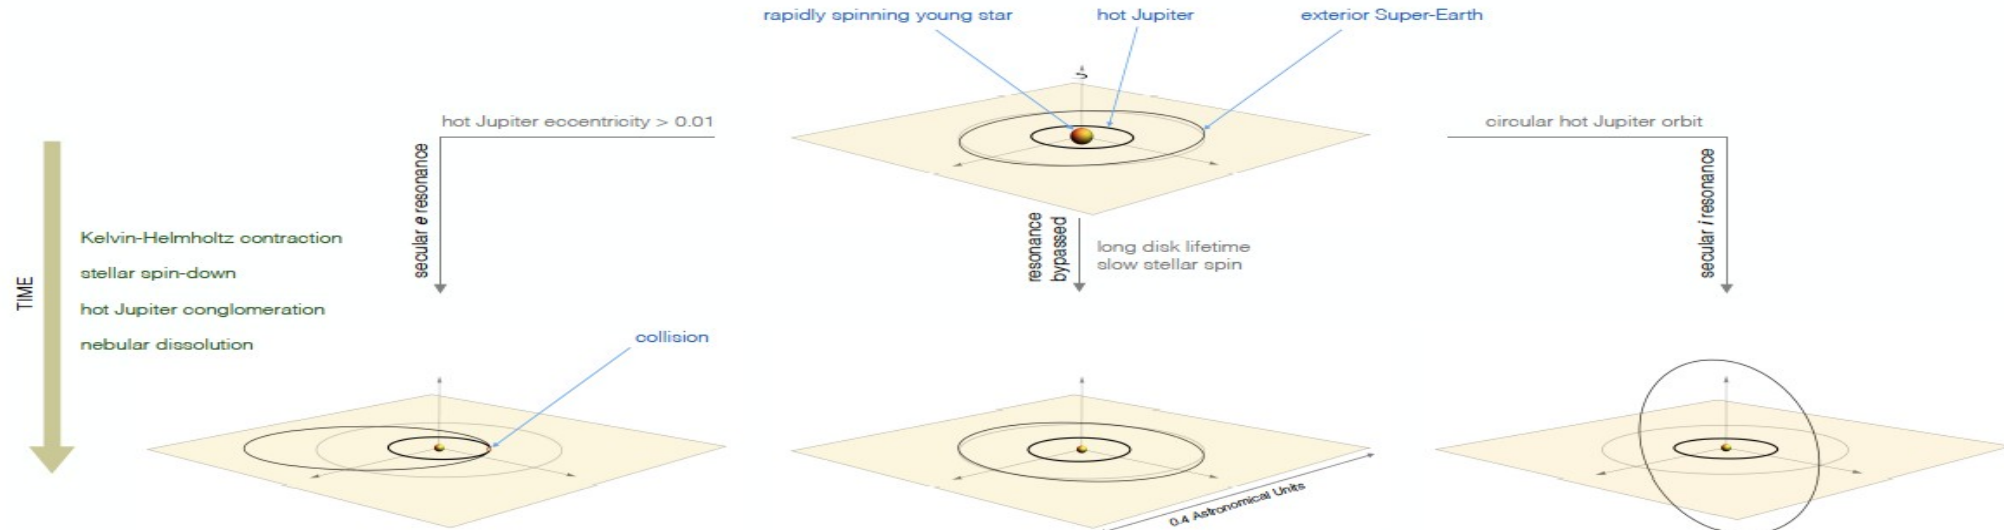 rapidly spinning young star
hot Jupiter
exterior Super-Earth
hot Jupiter eccentricity > 0.01
circular hot Jupiter orbit
secular e resonance
resonance
bypassed
long disk lifetime
slow stellar spin
secular i resonance
TIME
Kelvin-Helmholtz contraction
stellar spin-down
hot Jupiter conglomeration
nebular dissolution
collision
0.4 Astronomical Units